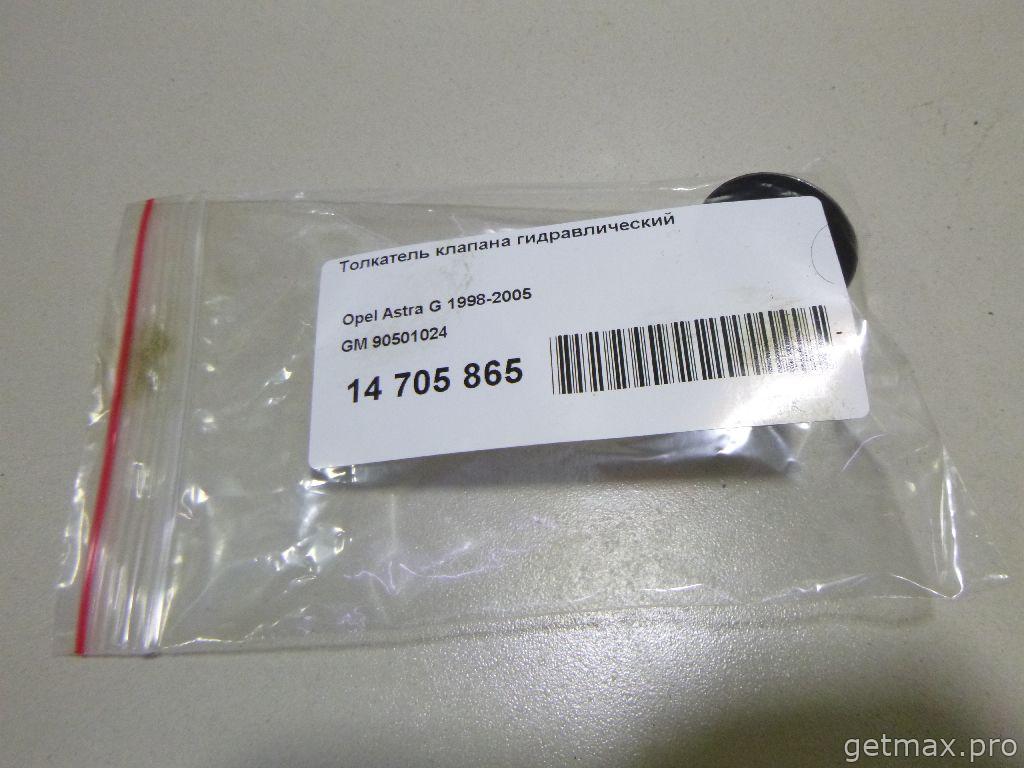 Толкатель клапана гидравлический
Opel Astra G 1998-2005
GM 90501024
14 705 865
getmax.pro